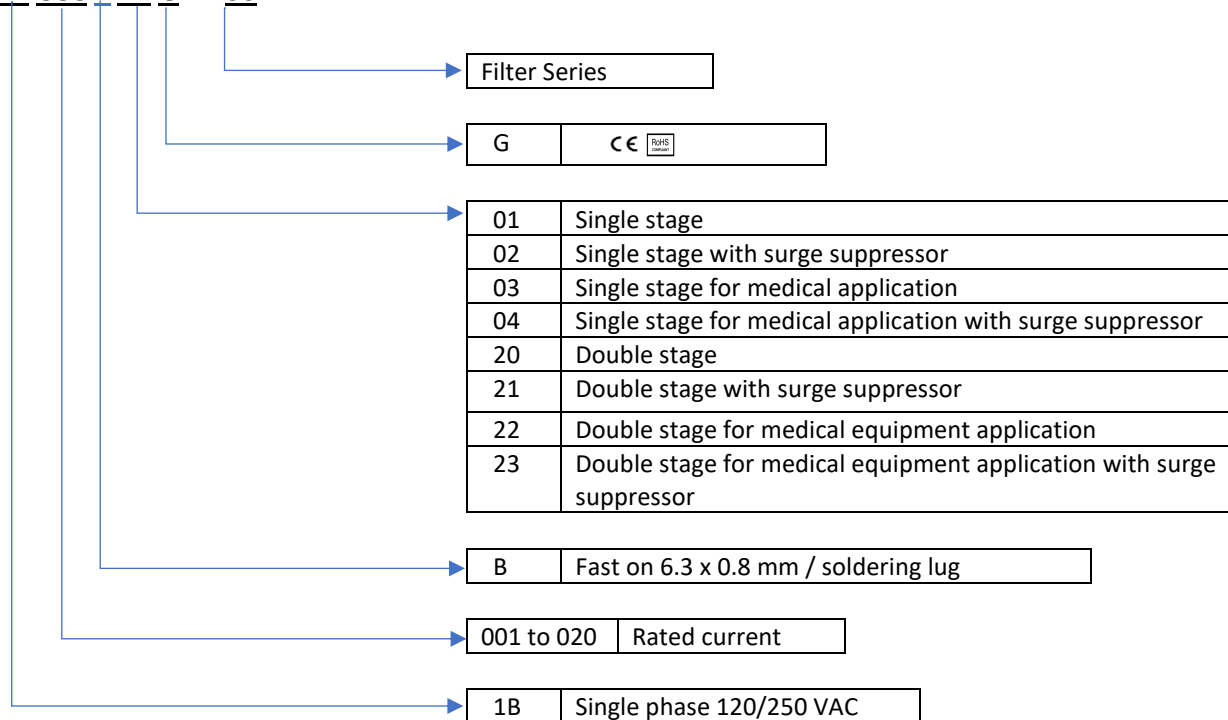 Filter Series
G CE RoHS COMPLIANT
01 Single stage
02 Single stage with surge suppressor
03 Single stage for medical application
04 Single stage for medical application with surge suppressor
20 Double stage
21 Double stage with surge suppressor
22 Double stage for medical equipment application
23 Double stage for medical equipment application with surge
suppressor
B Fast on 6.3 x 0.8 mm / soldering lug
001 to 020 Rated current
1B Single phase 120/250 VAC